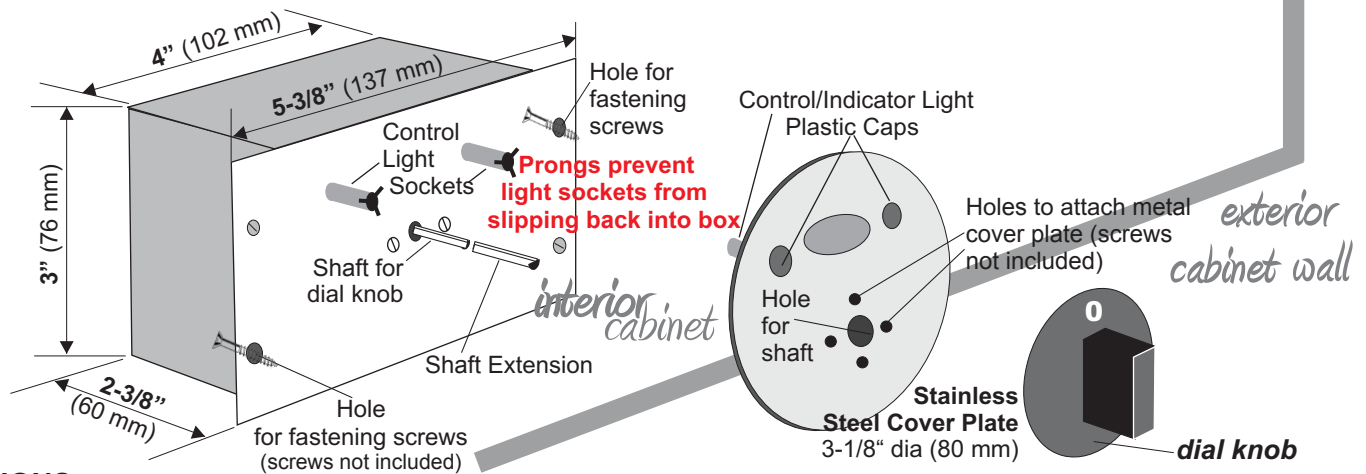 4” (102 mm)
5-3/8” (137 mm)
3” (76 mm)
2-3/8”
(60 mm)
Control
Light
Sockets
Hole for
fastening
screws
Prongs prevent
light sockets from
slipping back into box
Shaft for
dial knob
Shaft Extension
Hole
for fastening screws
(screws not included)
interior
cabinet
Control/Indicator Light
Plastic Caps
Holes to attach metal
cover plate (screws
not included)
Hole
for
shaft
exterior
cabinet wall
0
Stainless
Steel Cover Plate
3-1/8“ dia (80 mm)
dial knob